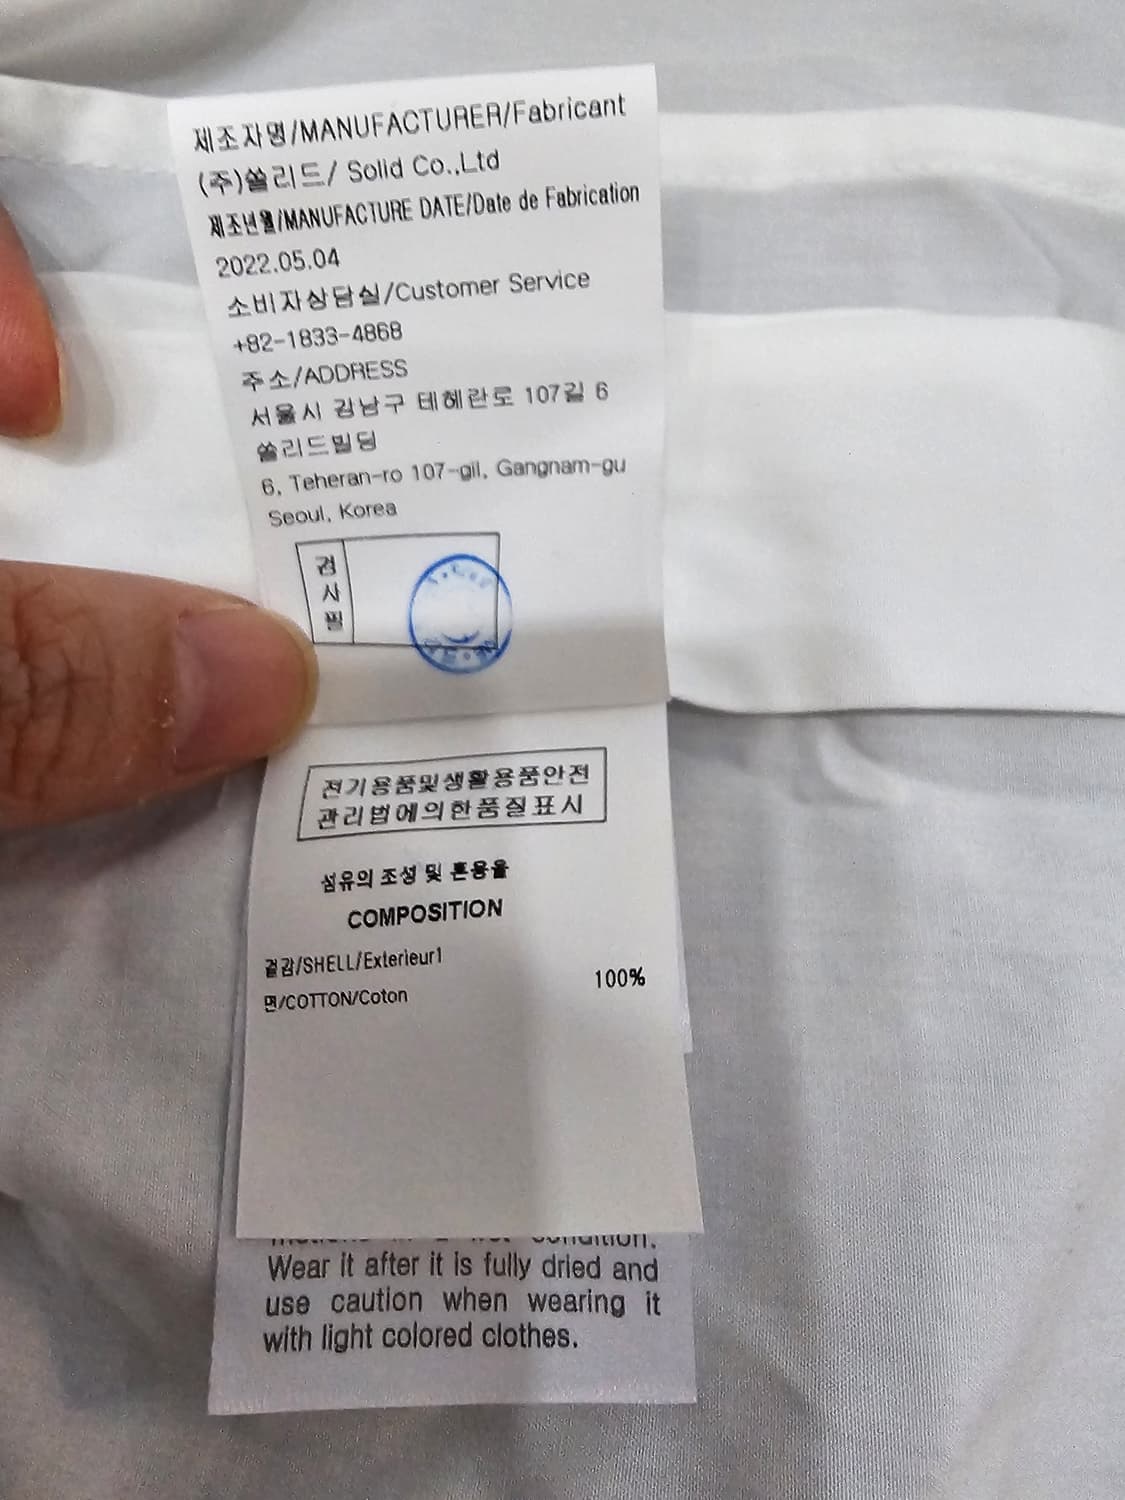 제조자명/MANUFACTURER/Fabricant
(주)쏠리드/ Solid Co.,Ltd
제조년월/MANUFACTURE DATE/Date de Fabrication
2022.05.04
소비자상담실/Customer Service
+82-1833-4868
주소/ADDRESS
서울시 강남구 테헤란로 107길 6
쏠리드빌딩
6, Teheran-ro 107-gil, Gangnam-gu
Seoul, Korea
검사필
전기용품및생활용품안전
관리법에의한품질표시
섬유의 조성 및 혼용율
COMPOSITION
겉감/SHELL/Exterieur1
면/COTTON/Coton 100%
condition.
Wear it after it is fully dried and
use caution when wearing it
with light colored clothes.